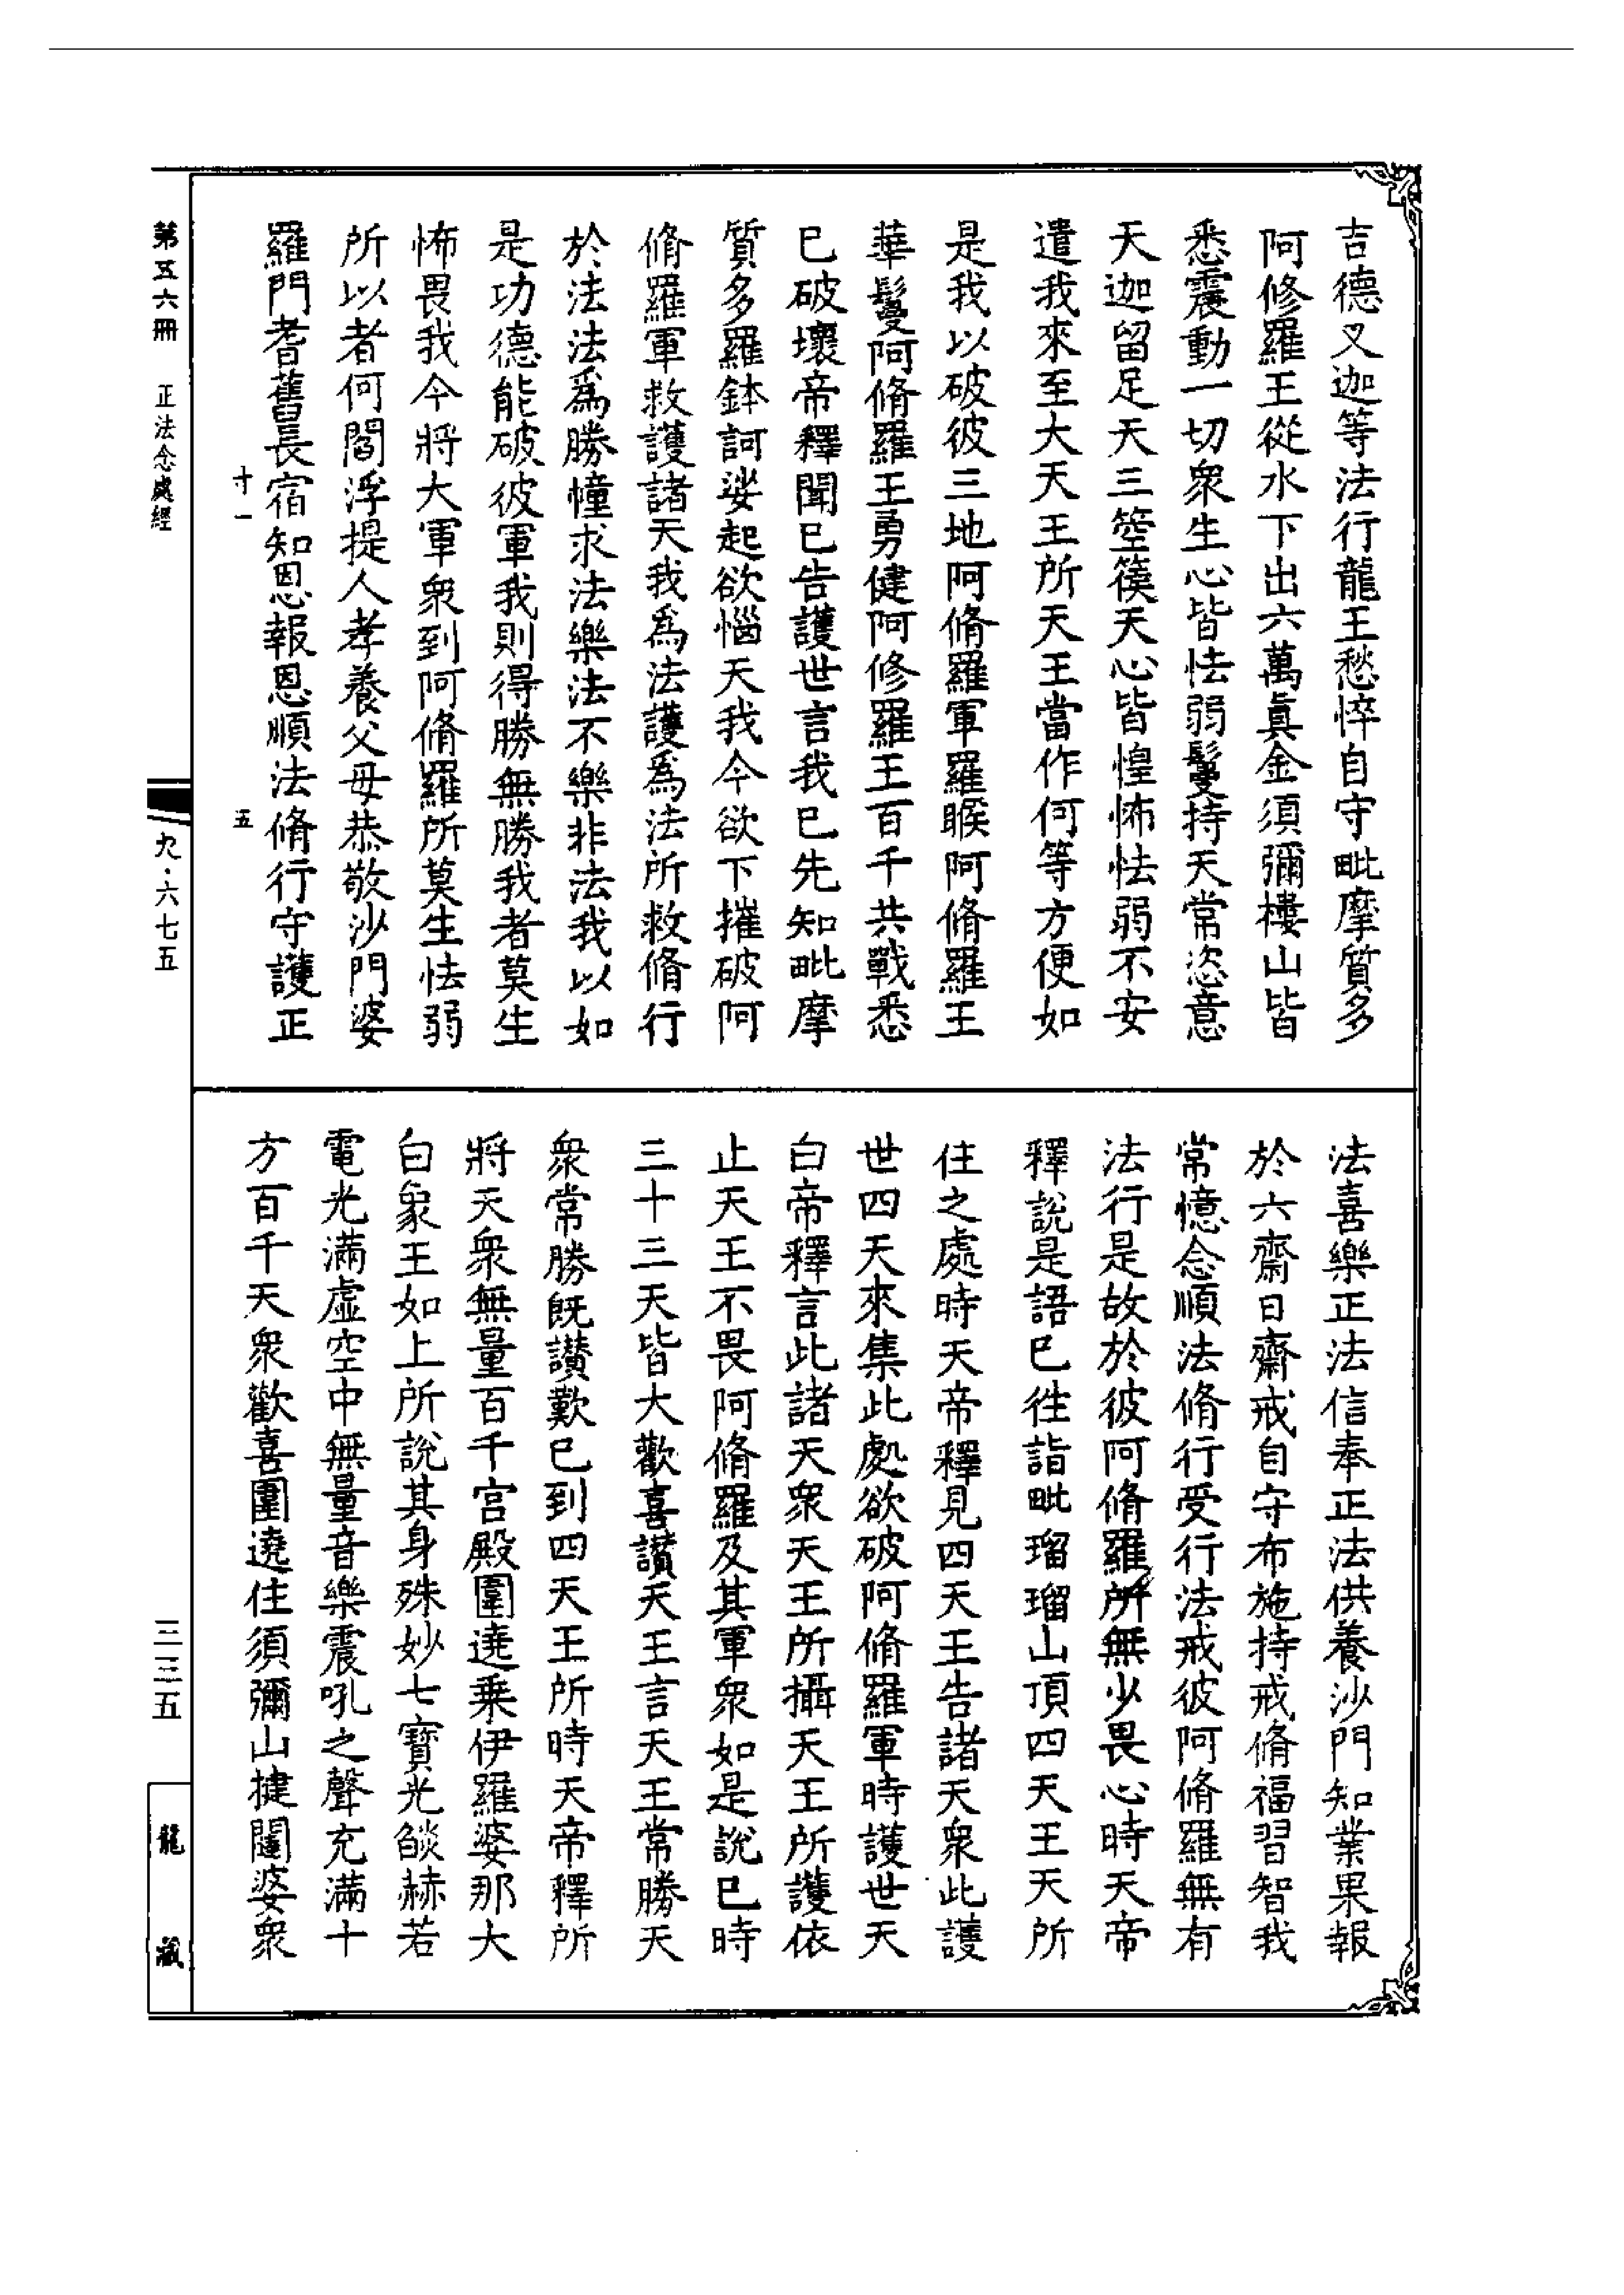 吉德叉迦等法行龍王愁悴自守毗摩質多
阿修羅王從水下出六萬眞金須彌樓山皆
悉震動一切衆生心皆怯弱鬘持天常恣意
天迦留足天三箜篌天心皆惶怖怯弱不安
遣我來至大天王所天王當作何等方便如
是我以破彼三地阿脩羅軍羅睺阿脩羅王
華鬘阿脩羅王勇健阿修羅王百千共戰悉
已破壞帝釋聞已告護世言我已先知毗摩
質多羅鉢訶娑起欲惱天我今欲下摧破阿
脩羅軍救護諸天我爲法護爲法所救脩行
於法法爲勝幢求法樂法不樂非法我以如
是功德能破彼軍我則得勝無勝我者莫生
怖畏我今將大軍衆到阿脩羅所莫生怯弱
所以者何閻浮提人孝養父母恭敬沙門婆
羅門耆舊長宿知恩報恩順法脩行守護正
十一 五
法喜樂正法信奉正法供養沙門知業果報
於六齋日齋戒自守布施持戒脩福習智我
常憶念順法脩行受行法戒彼阿脩羅無有
法行是故於彼阿脩羅所無少畏心時天帝
釋說是語已徃詣毗瑠瑠山頂四天王天所
住之處時天帝釋見四天王告諸天衆此護
世四天來集此處欲破阿脩羅軍時護世天
白帝釋言此諸天衆天王所攝天王所護依
止天王不畏阿脩羅及其軍衆如是說已時
三十三天皆大歡喜讃天王言天王常勝天
衆常勝旣讃歎已到四天王所時天帝釋所
將天衆無量百千宮殿圍遶乘伊羅婆那大
白象王如上所說其身殊妙七寶光燄赫若
電光滿虛空中無量音樂震吼之聲充滿十
方百千天衆歡喜圍遶住須彌山揵闥婆衆
第五六冊 正法念處經
九·六七五
三三五
龍藏